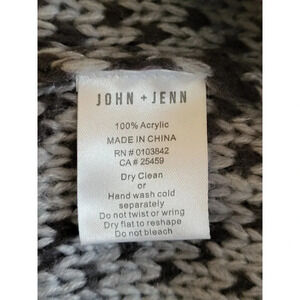 JOHN + JENN
100% Acrylic
MADE IN CHINA
RN # 0103842
CA # 25459
Dry Clean
or
Hand wash cold
separately
Do not twist or wring
Dry flat to reshape
Do not bleach